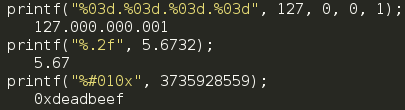 printf("%03d.%03d.%03d.%03d", 127, 0, 0, 1);
127.000.000.001
printf("%.2f", 5.6732);
5.67
printf("%#010x", 3735928559);
0xdeadbeef